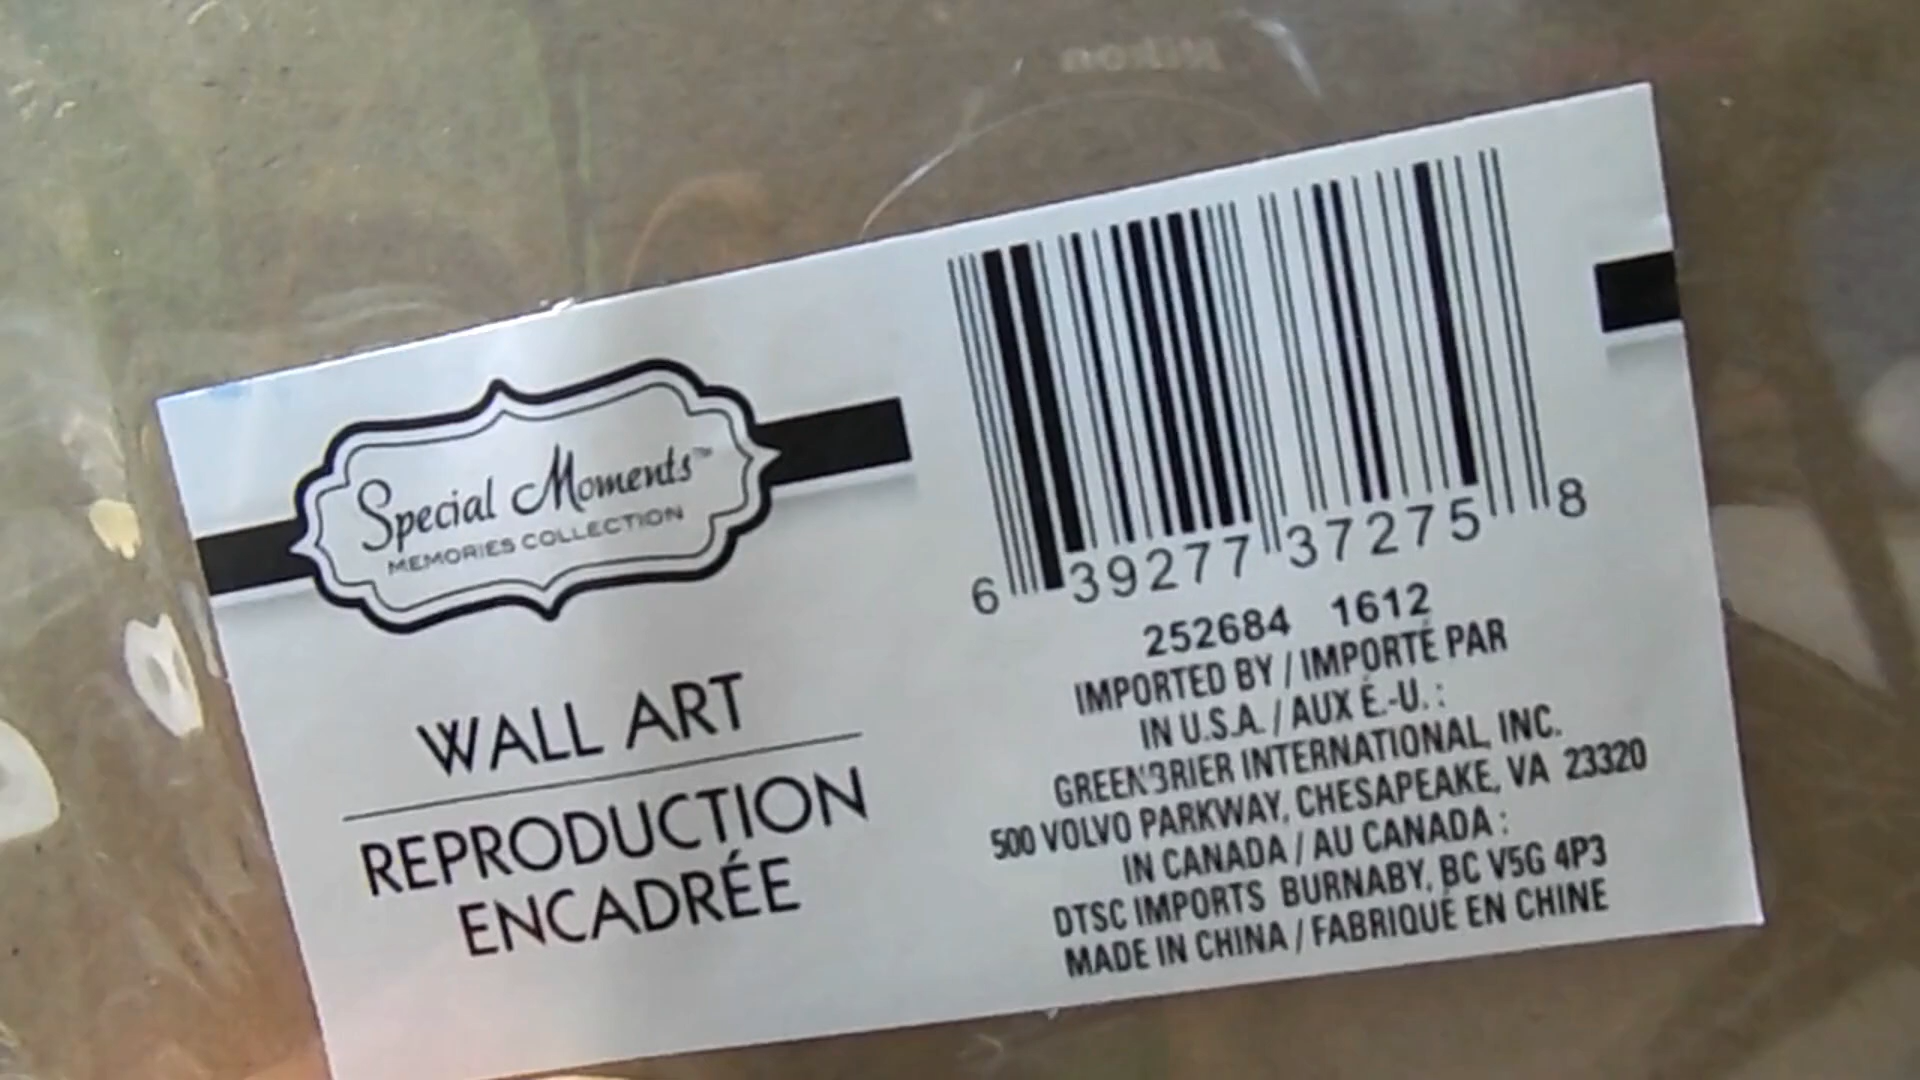 Special Moments™
MEMORIES COLLECTION
WALL ART
REPRODUCTION
ENCADRÉE
6 39277 37275 8
252684 1612
IMPORTED BY / IMPORTÉ PAR
IN U.S.A. / AUX É.-U. :
GREENBRIER INTERNATIONAL, INC.
500 VOLVO PARKWAY, CHESAPEAKE, VA 23320
IN CANADA / AU CANADA :
DTSC IMPORTS BURNABY, BC V5G 4P3
MADE IN CHINA / FABRIQUÉ EN CHINE